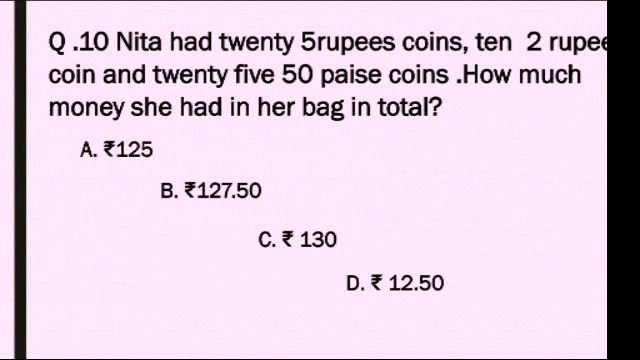 Q .10 Nita had twenty 5rupees coins, ten 2
coin and twenty five 50 paise coins .How much
money she had in her bag in total?
A. ₹125
B. ₹127.50
C. ₹ 130
D. ₹ 12.50